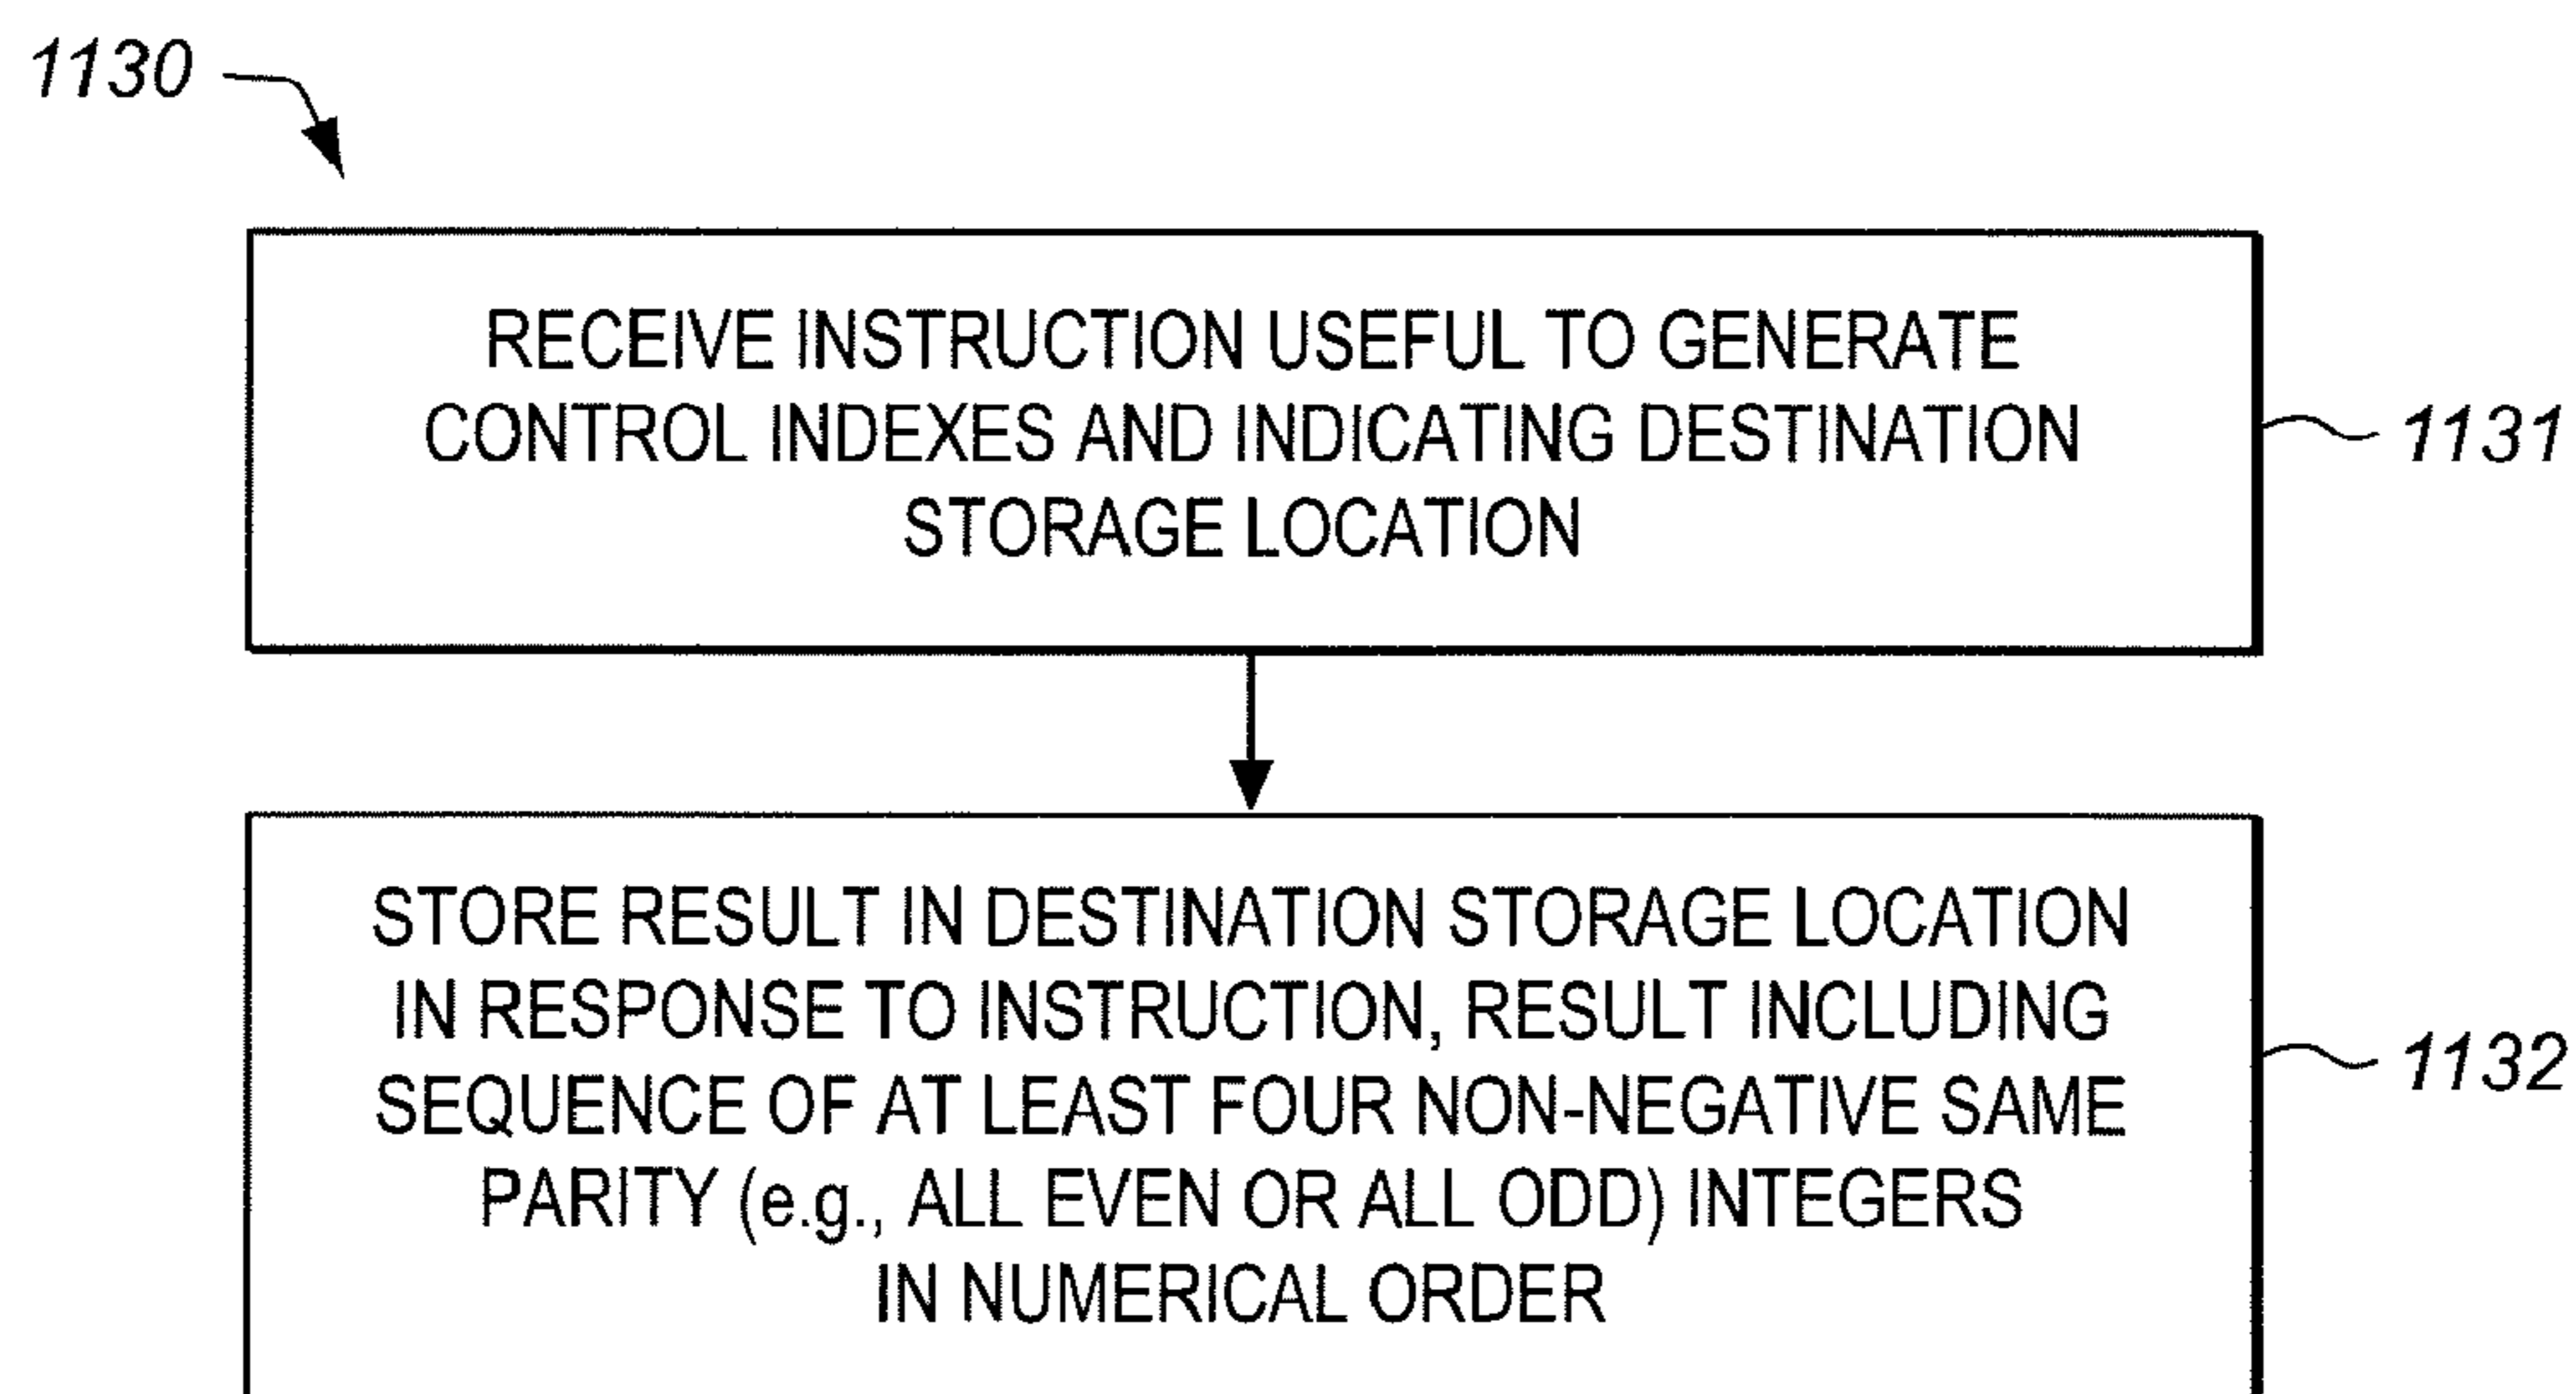 1130
RECEIVE INSTRUCTION USEFUL TO GENERATE
CONTROL INDEXES AND INDICATING DESTINATION
STORAGE LOCATION
1131
STORE RESULT IN DESTINATION STORAGE LOCATION
IN RESPONSE TO INSTRUCTION, RESULT INCLUDING
SEQUENCE OF AT LEAST FOUR NON-NEGATIVE SAME
PARITY (e.g., ALL EVEN OR ALL ODD) INTEGERS
IN NUMERICAL ORDER
1132